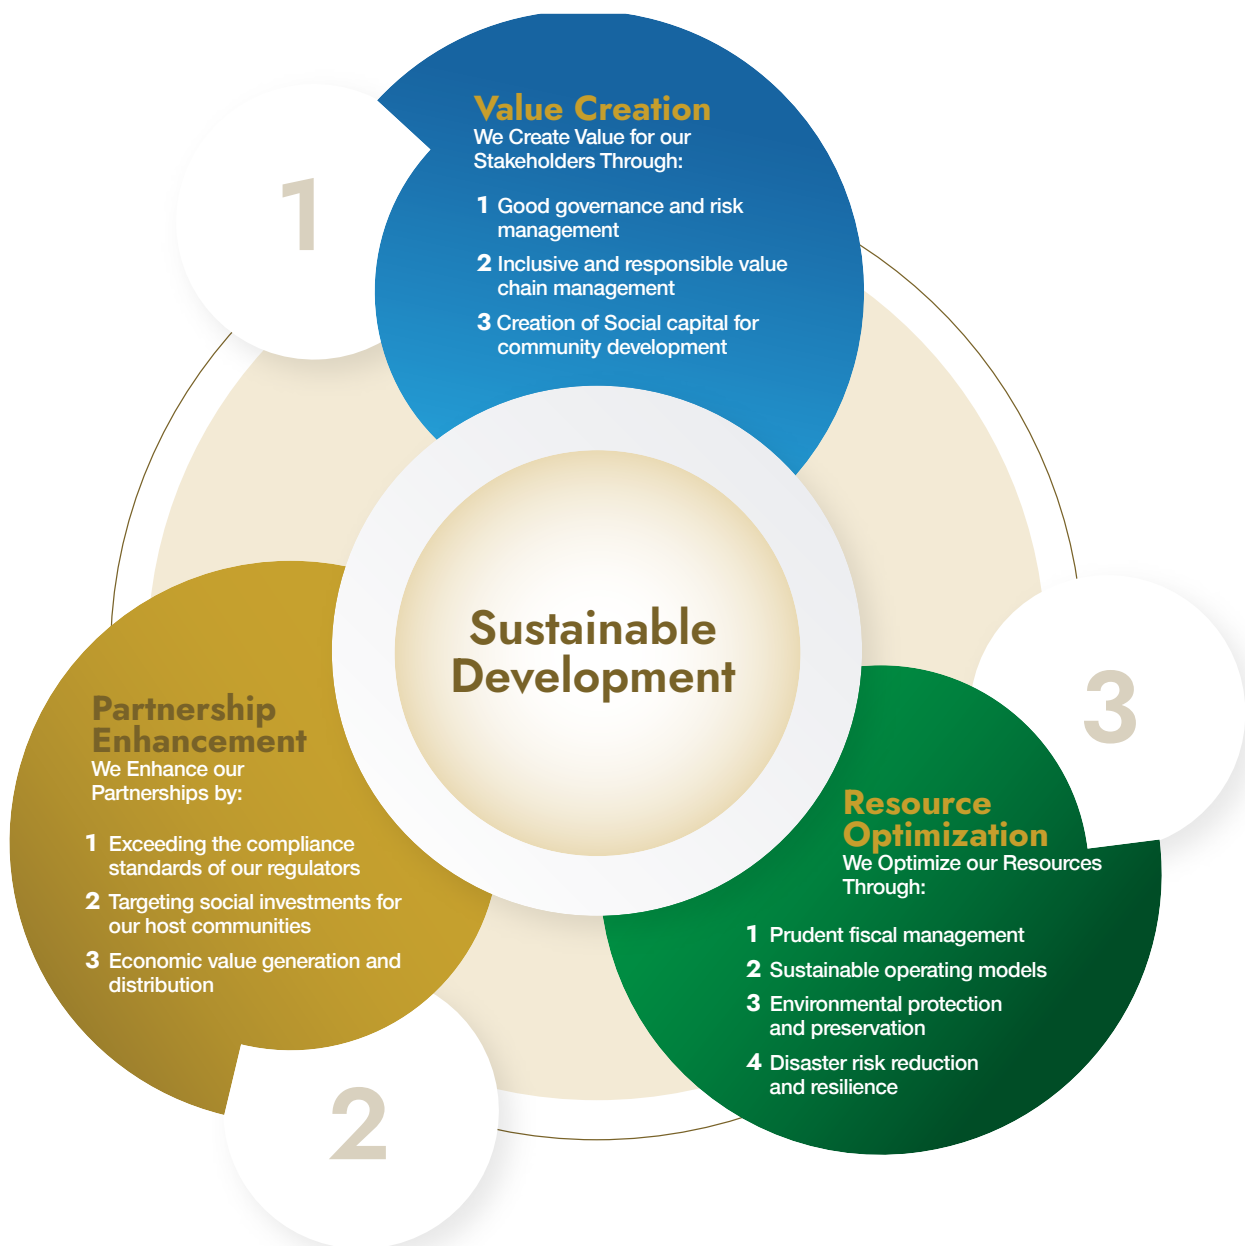 1
Value Creation
We Create Value for our
Stakeholders Through:
1 Good governance and risk
management
2 Inclusive and responsible value
chain management
3 Creation of Social capital for
community development
Sustainable
Development
Partnership
Enhancement
We Enhance our
Partnerships by:
1 Exceeding the compliance
standards of our regulators
2 Targeting social investments for
our host communities
3 Economic value generation and
distribution
2
3
Resource
Optimization
We Optimize our Resources
Through:
1 Prudent fiscal management
2 Sustainable operating models
3 Environmental protection
and preservation
4 Disaster risk reduction
and resilience